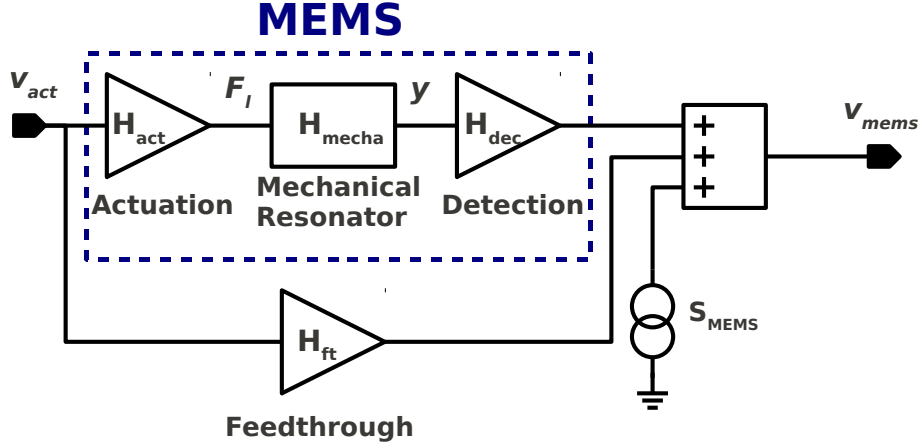 MEMS
v_act
F_I
y
v_mems
H_act
H_mecha
H_dec
+
+
+
Actuation
Mechanical
Resonator
Detection
S_MEMS
H_ft
Feedthrough